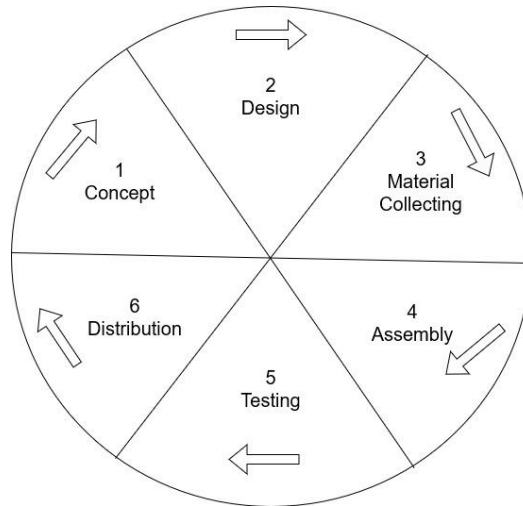 1
Concept
2
Design
3
Material
Collecting
4
Assembly
5
Testing
6
Distribution